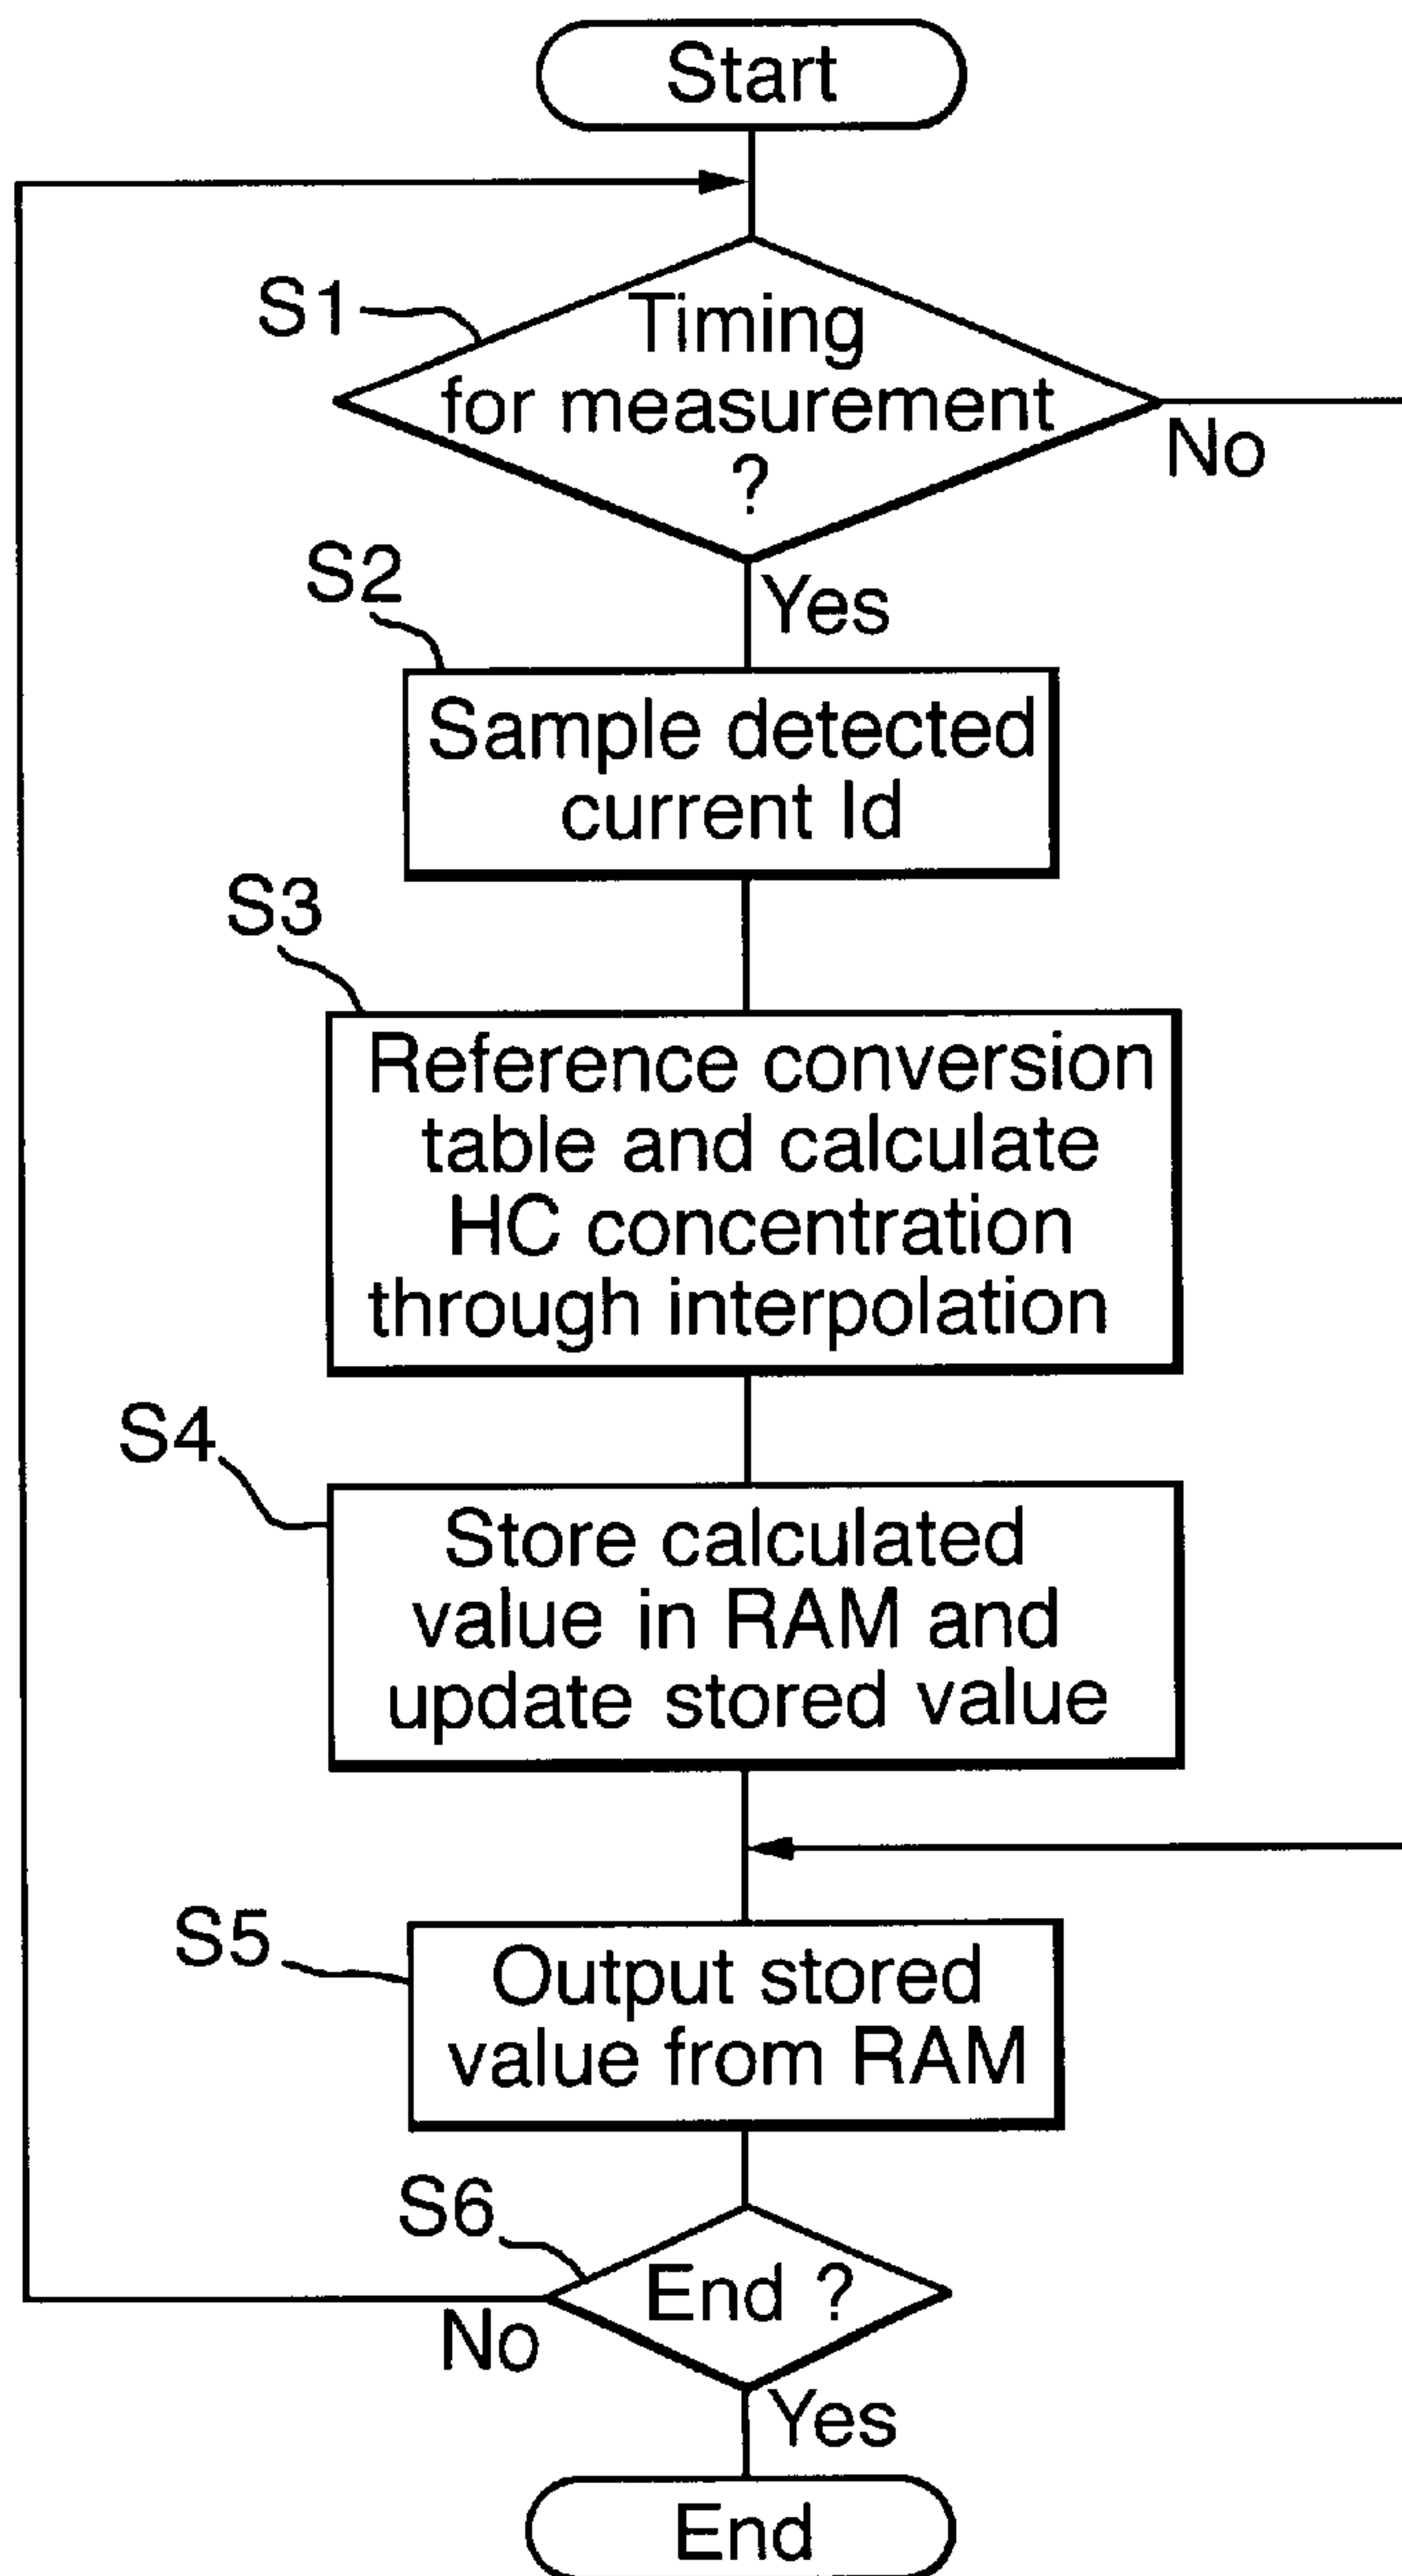 Start
S1
Timing
for measurement
?
No
Yes
S2
Sample detected
current Id
S3
Reference conversion
table and calculate
HC concentration
through interpolation
S4
Store calculated
value in RAM and
update stored value
S5
Output stored
value from RAM
S6
End ?
No
Yes
End